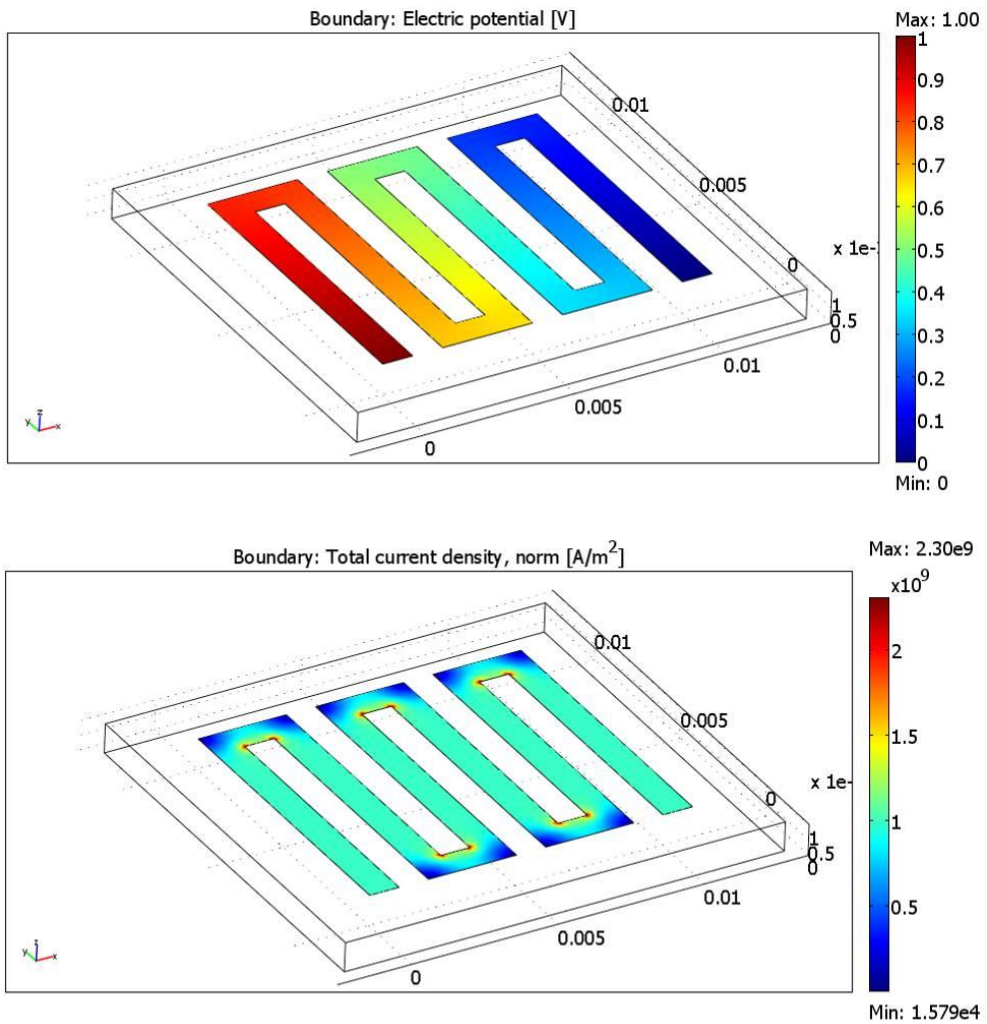 Boundary: Electric potential [V]
Max: 1.00
1
0.9
0.8
0.7
0.6
0.5
0.4
0.3
0.2
0.1
0
Min: 0
0.01
0.005
0
x 1e-
1
0.5
0
0.01
0.005
0
z
y
x
Boundary: Total current density, norm [A/m²]
Max: 2.30e9
x10⁹
2
1.5
1
0.5
Min: 1.579e4
0.01
0.005
0
x 1e-
1
0.5
0
0.01
0.005
0
z
y
x